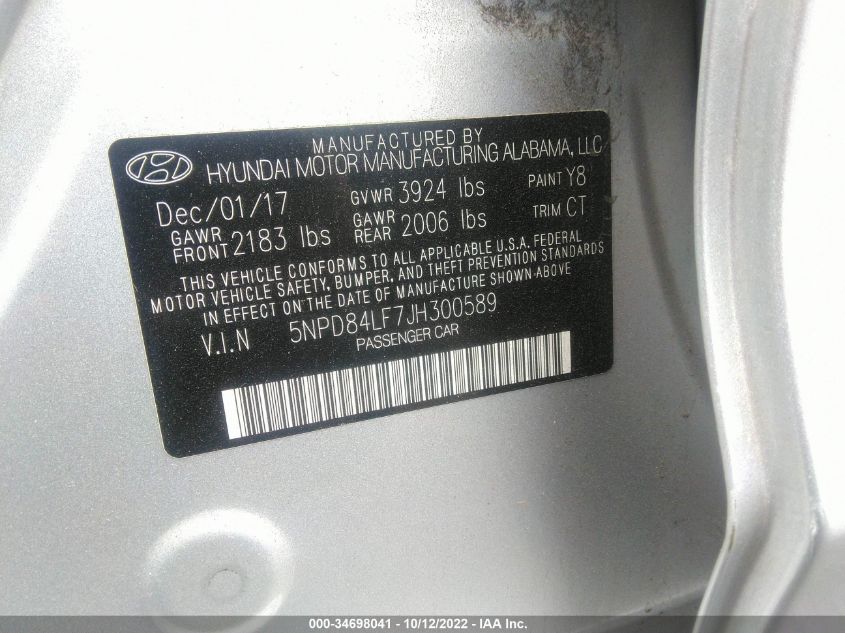 MANUFACTURED BY
HYUNDAI MOTOR MANUFACTURING ALABAMA, LLC
Dec/01/17 GVWR 3924 lbs PAINT Y8
GAWR FRONT 2183 lbs GAWR REAR 2006 lbs TRIM CT
THIS VEHICLE CONFORMS TO ALL APPLICABLE U.S.A. FEDERAL
MOTOR VEHICLE SAFETY, BUMPER, AND THEFT PREVENTION STANDARDS
IN EFFECT ON THE DATE OF MANUFACTURE SHOWN ABOVE
V.I.N 5NPD84LF7JH300589
PASSENGER CAR
000-34698041 - 10/12/2022 - IAA Inc.